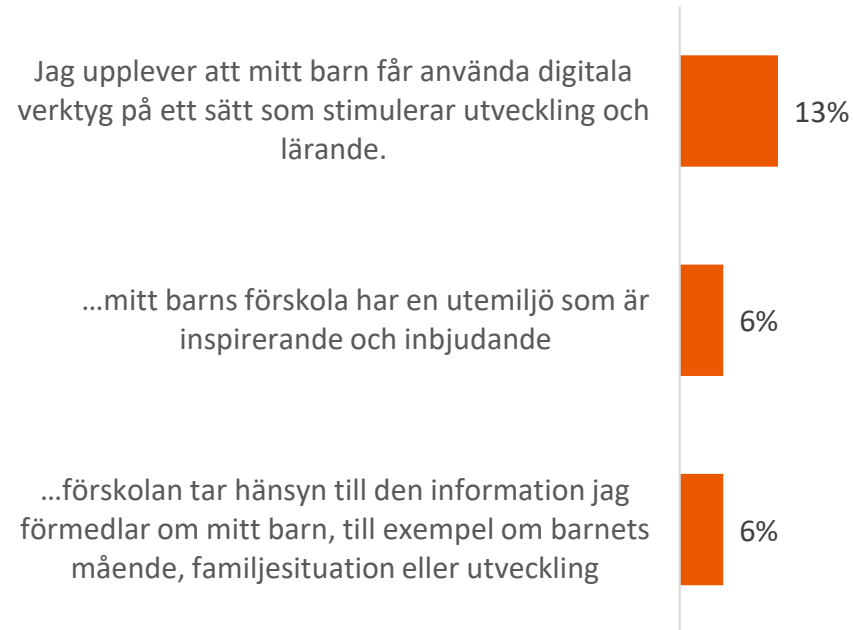 Jag upplever att mitt barn får använda digitala
verktyg på ett sätt som stimulerar utveckling och
lärande.
13%
…mitt barns förskola har en utemiljö som är
inspirerande och inbjudande
6%
…förskolan tar hänsyn till den information jag
förmedlar om mitt barn, till exempel om barnets
mående, familjesituation eller utveckling
6%